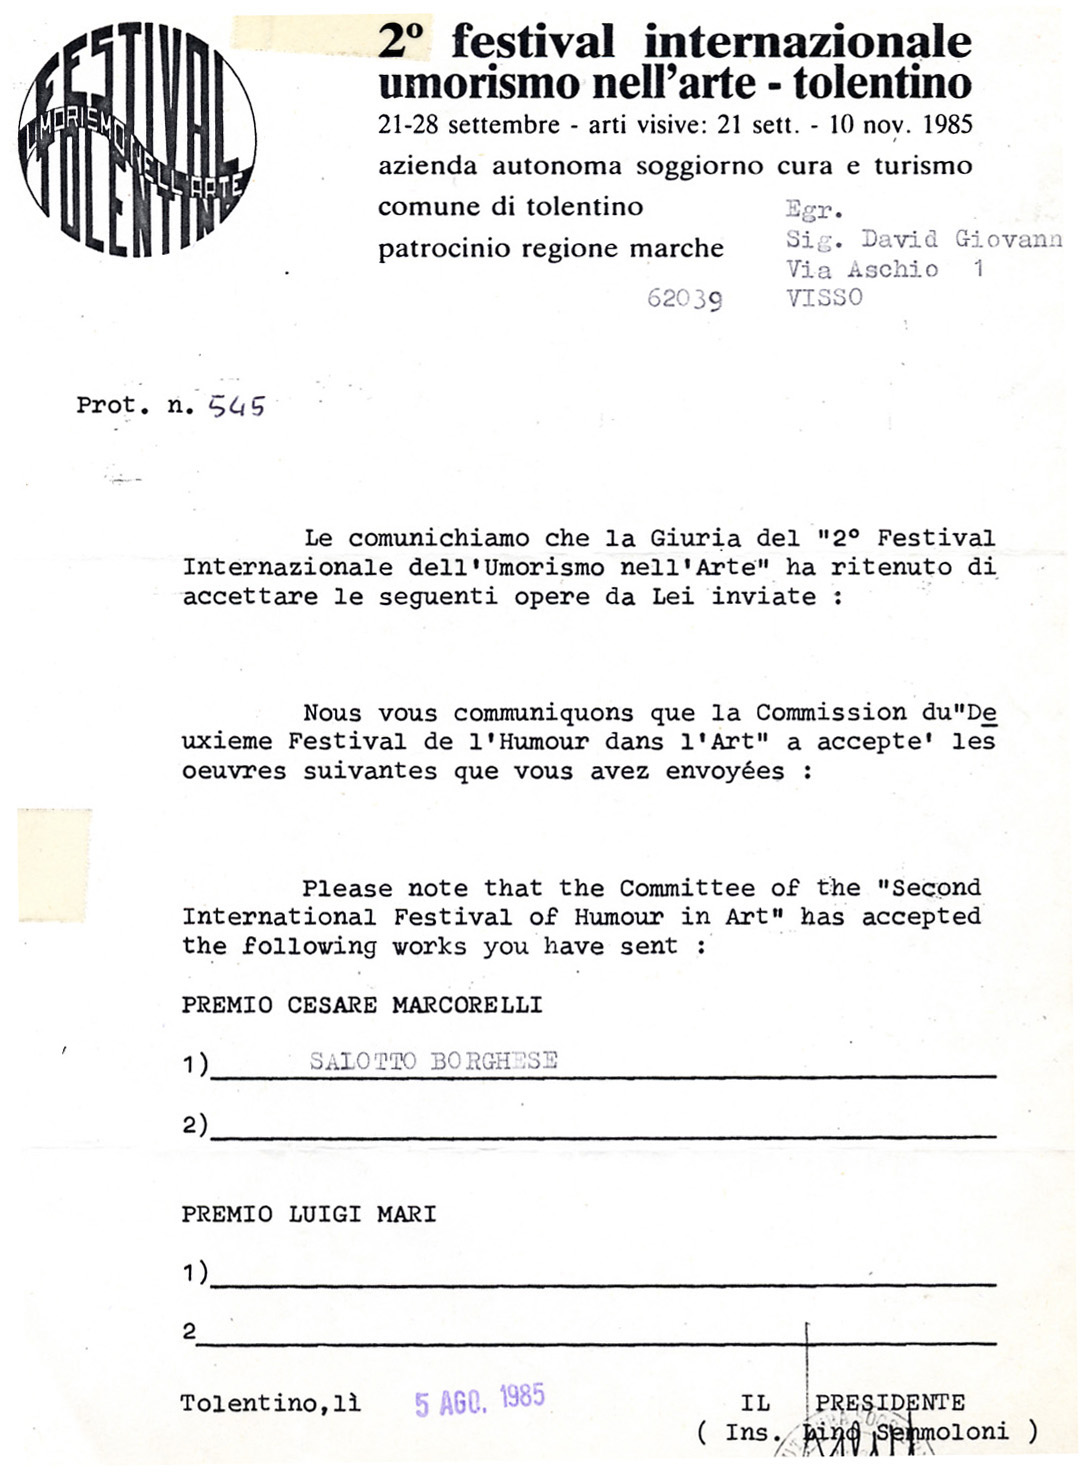 FESTIVAL
UMORISMO NELL'ARTE
TOLENTINO
2º festival internazionale
umorismo nell'arte - tolentino
21-28 settembre - arti visive: 21 sett. - 10 nov. 1985
azienda autonoma soggiorno cura e turismo
comune di tolentino
patrocinio regione marche
Egr.
Sig. David Giovann
Via Aschio 1
62039 VISSO
Prot. n. 545
Le comunichiamo che la Giuria del "2° Festival
Internazionale dell'Umorismo nell'Arte" ha ritenuto di
accettare le seguenti opere da Lei inviate :
Nous vous communiquons que la Commission du"De
uxieme Festival de l'Humour dans l'Art" a accepte' les
oeuvres suivantes que vous avez envoyées :
Please note that the Committee of the "Second
International Festival of Humour in Art" has accepted
the following works you have sent :
PREMIO CESARE MARCORELLI
1) SALOTTO BORGHESE
2)
PREMIO LUIGI MARI
1)
2
Tolentino,lì 5 AGO. 1985
IL PRESIDENTE
( Ins. Lino Semmoloni )